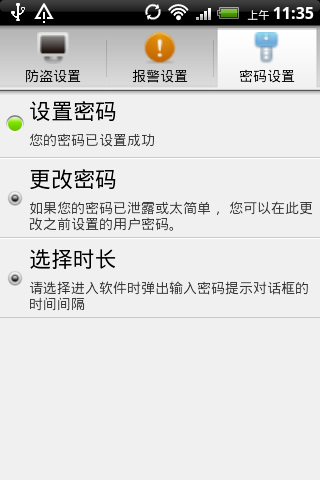 上午 11:35
防盗设置 报警设置 密码设置
设置密码
您的密码已设置成功
更改密码
如果您的密码已泄露或太简单 ，您可以在此更
改之前设置的用户密码。
选择时长
请选择进入软件时弹出输入密码提示对话框的
时间间隔